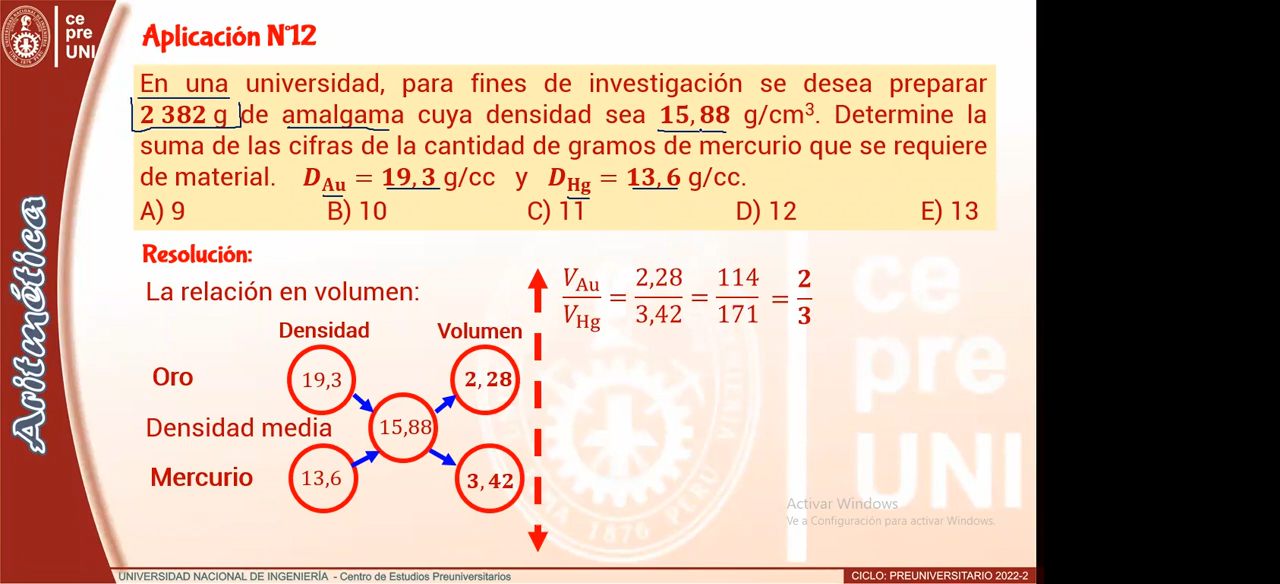 ce
pre
UNI
Aplicación N°12
En una universidad, para fines de investigación se desea preparar
2 382 g de amalgama cuya densidad sea 15,88 g/cm³. Determine la
suma de las cifras de la cantidad de gramos de mercurio que se requiere
de material. D_Au = 19,3 g/cc y D_Hg = 13,6 g/cc.
A) 9 B) 10 C) 11 D) 12 E) 13
Resolución:
La relación en volumen:
V_Au / V_Hg = 2,28 / 3,42 = 114 / 171 = 2 / 3
Densidad Volumen
Oro 19,3 2,28
Densidad media 15,88
Mercurio 13,6 3,42
Aritmética
ce
pre
UNI
1876
Activar Windows
Ve a Configuración para activar Windows.
UNIVERSIDAD NACIONAL DE INGENIERÍA - Centro de Estudios Preuniversitarios
CICLO: PREUNIVERSITARIO 2022-2